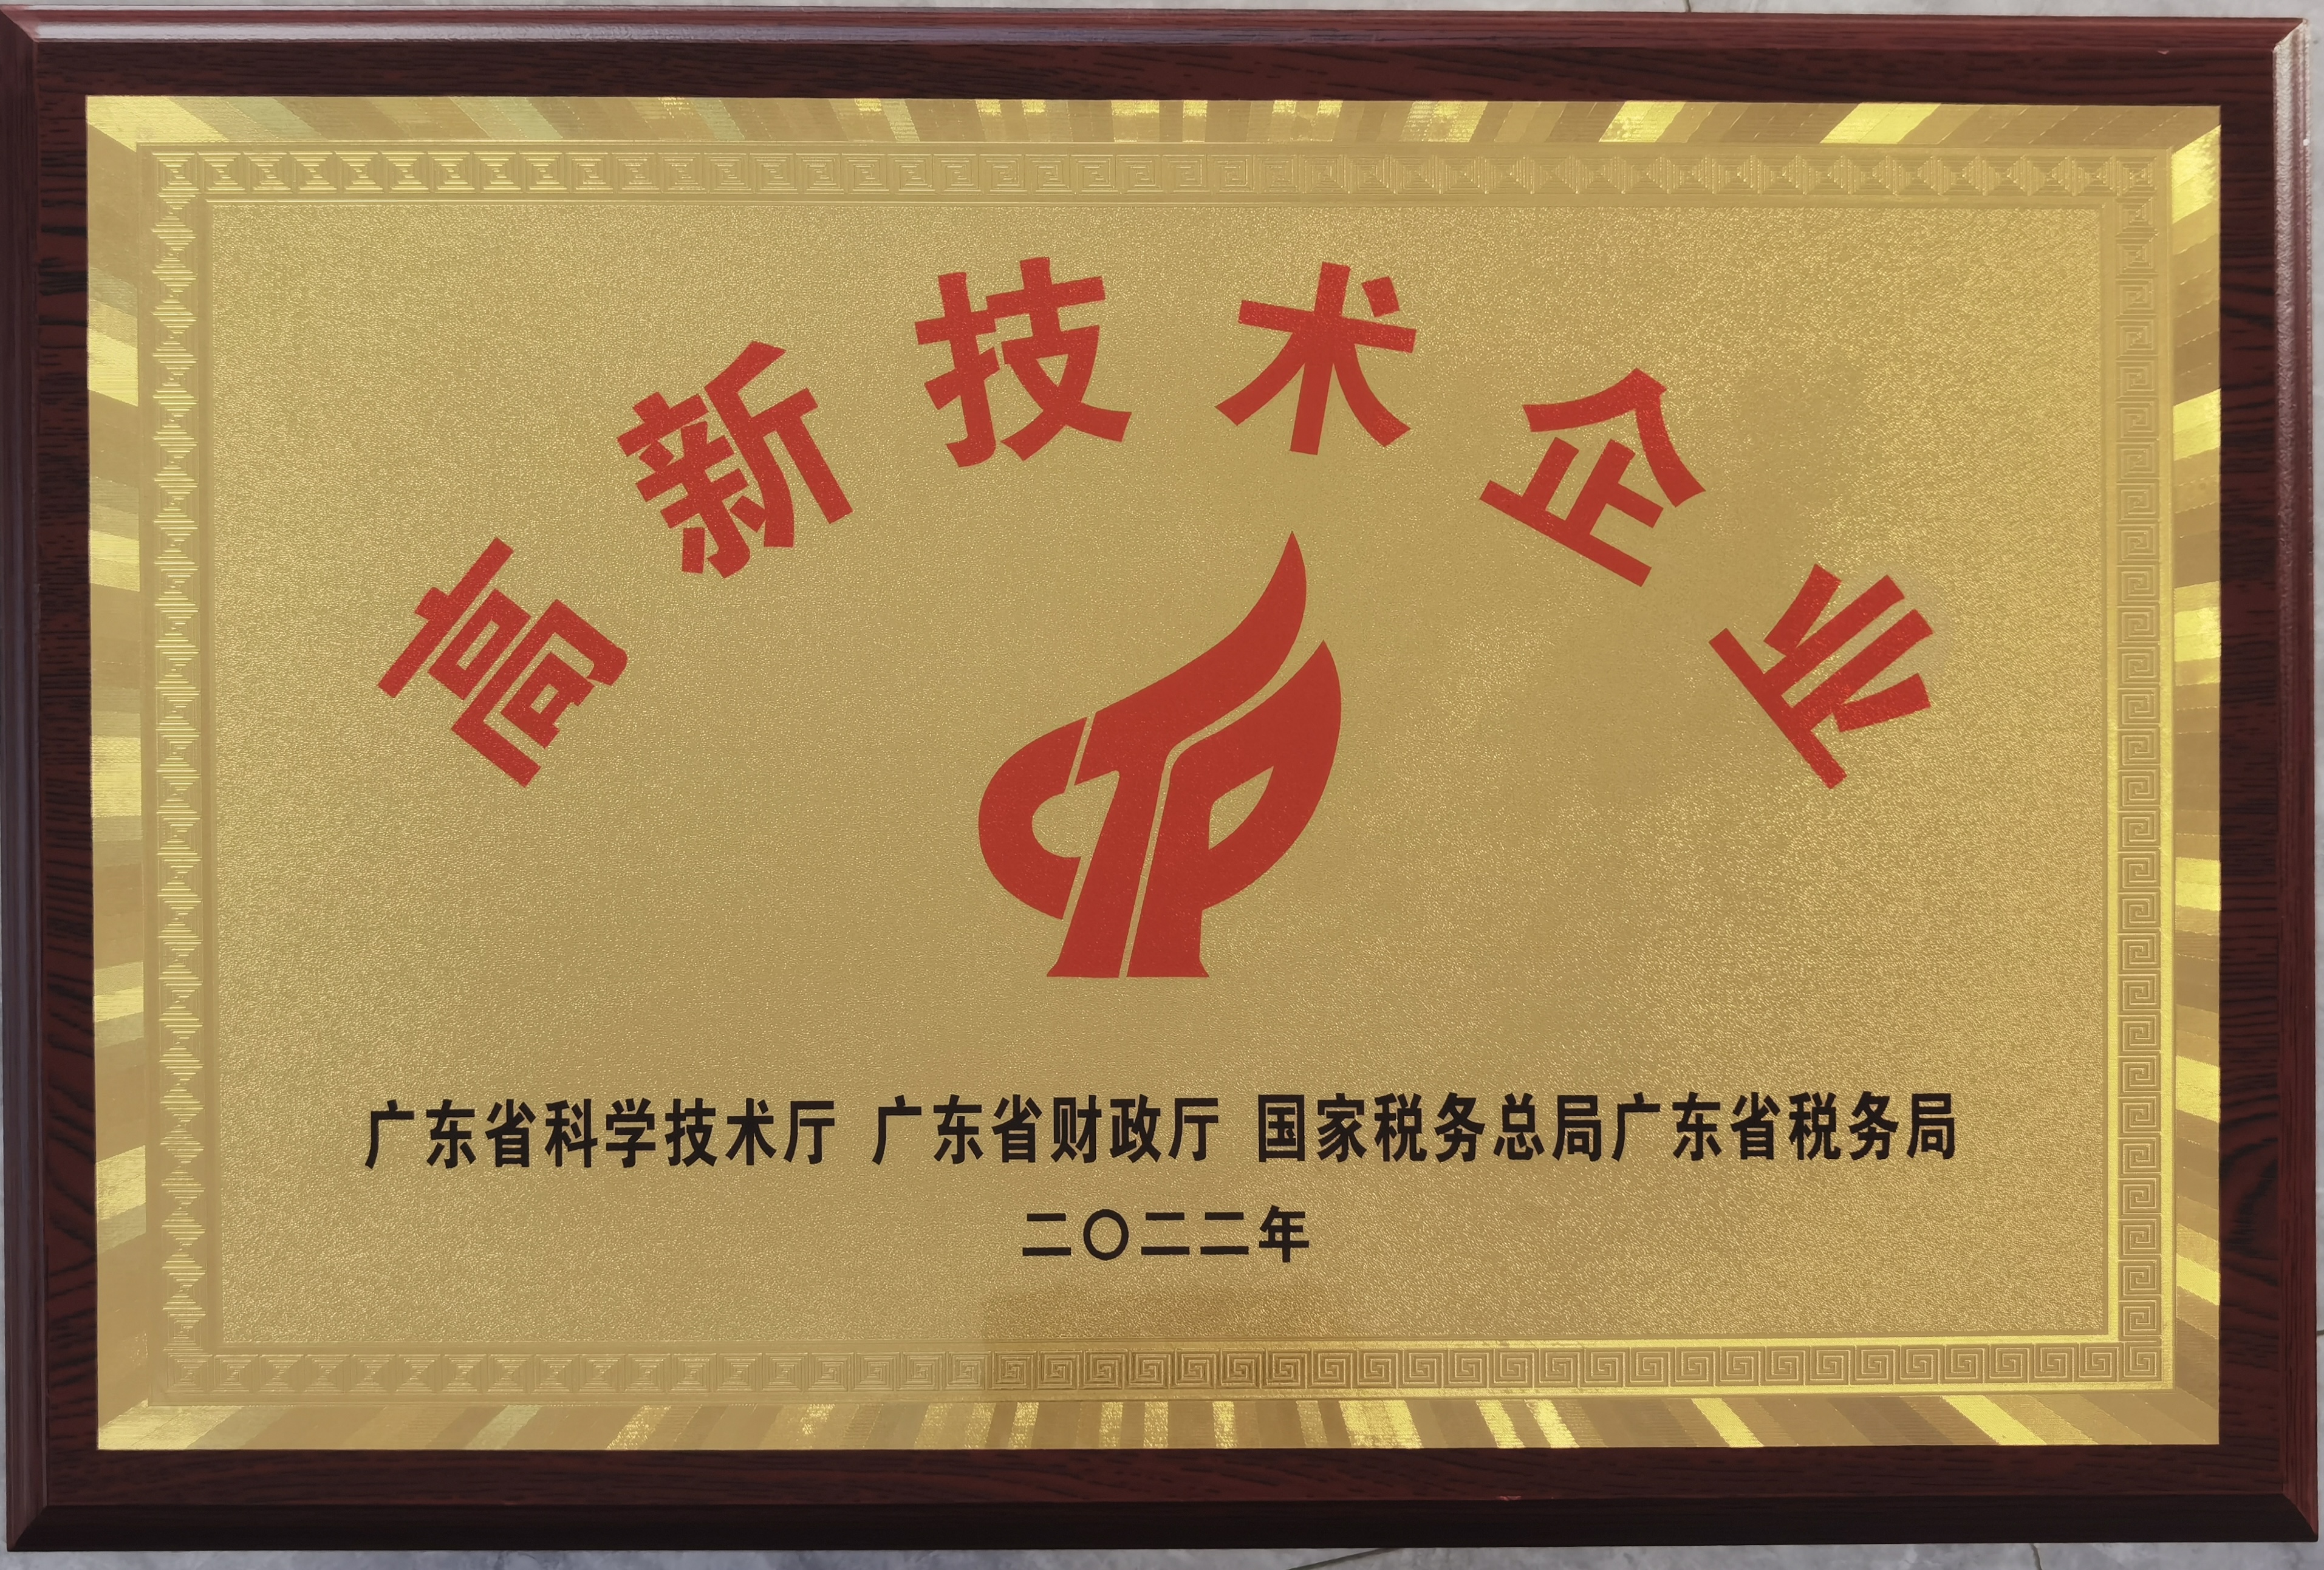 高新技术企业
广东省科学技术厅 广东省财政厅 国家税务总局广东省税务局
二〇二二年